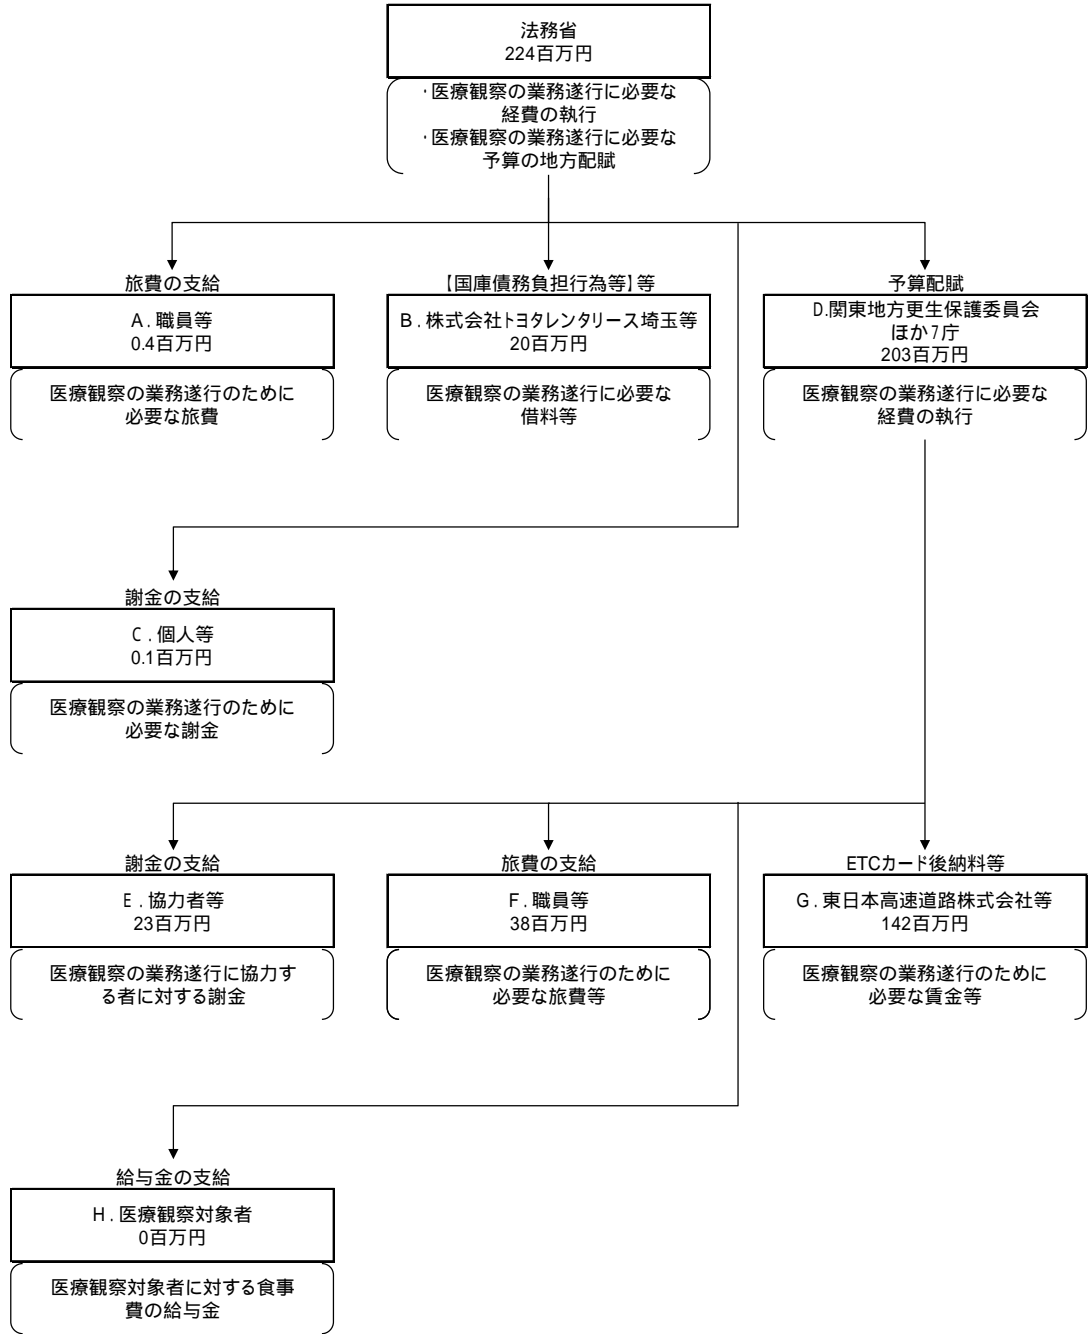 法務省
224百万円
・医療観察の業務遂行に必要な
経費の執行
・医療観察の業務遂行に必要な
予算の地方配賦
旅費の支給
A．職員等
0.4百万円
医療観察の業務遂行のために
必要な旅費
【国庫債務負担行為等】等
B．株式会社トヨタレンタリース埼玉等
20百万円
医療観察の業務遂行に必要な
借料等
予算配賦
D.関東地方更生保護委員会
ほか7庁
203百万円
医療観察の業務遂行に必要な
経費の執行
謝金の支給
C．個人等
0.1百万円
医療観察の業務遂行のために
必要な謝金
謝金の支給
E．協力者等
23百万円
医療観察の業務遂行に協力す
る者に対する謝金
旅費の支給
F．職員等
38百万円
医療観察の業務遂行のために
必要な旅費等
ETCカード後納料等
G．東日本高速道路株式会社等
142百万円
医療観察の業務遂行のために
必要な賃金等
給与金の支給
H．医療観察対象者
0百万円
医療観察対象者に対する食事
費の給与金